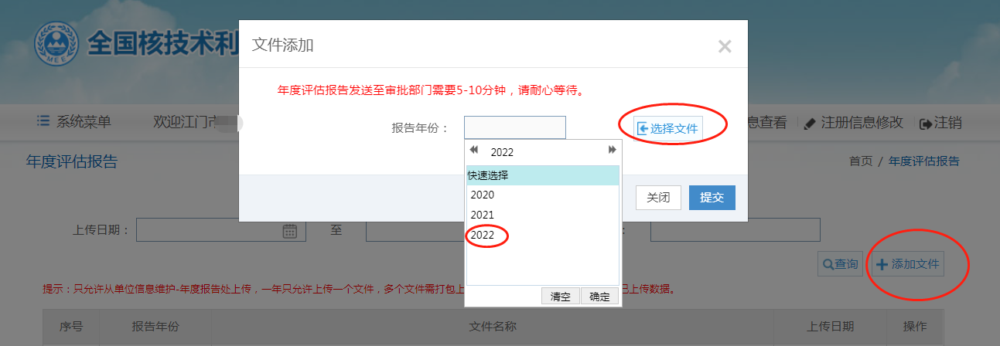 全国核技术利
MEE
文件添加
年度评估报告发送至审批部门需要5-10分钟，请耐心等待。
系统菜单
欢迎江门市
报告年份：
选择文件
息查看
注册信息修改
注销
2022
年度评估报告
首页 / 年度评估报告
快速选择
2020
2021
2022
关闭
提交
上传日期：
至
：
查询
添加文件
提示：只允许从单位信息维护-年度报告处上传，一年只允许上传一个文件，多个文件需打包上
已上传数据。
清空
确定
序号
报告年份
文件名称
上传日期
操作